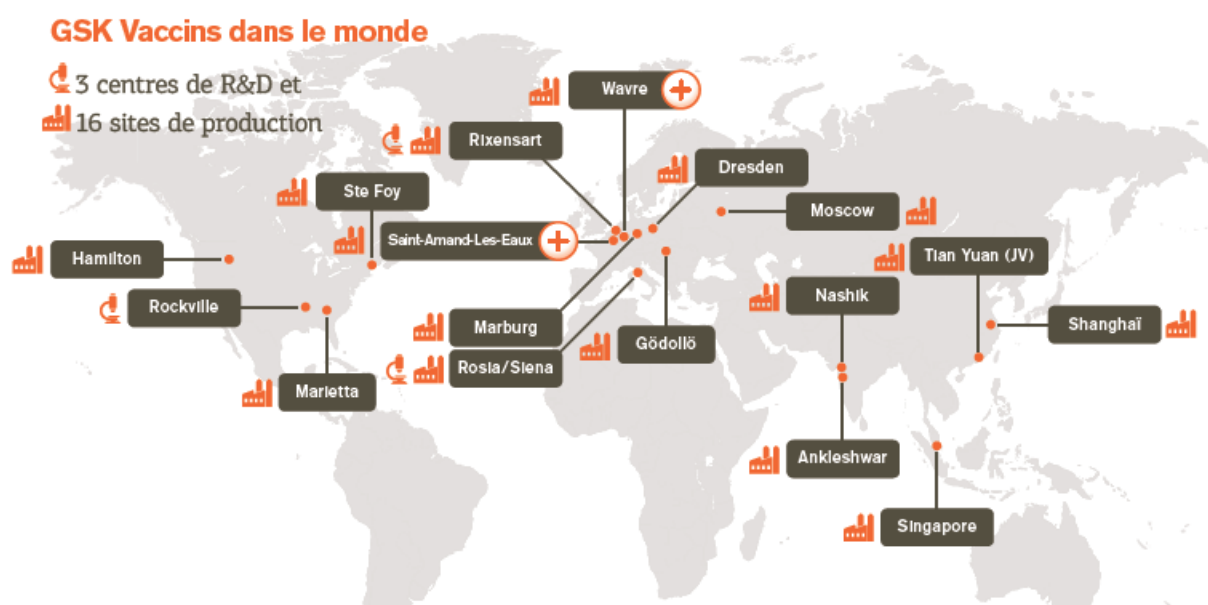 GSK Vaccins dans le monde
3 centres de R&D et
16 sites de production
Wavre
Rixensart
Dresden
Ste Foy
Moscow
Saint-Amand-Les-Eaux
Hamilton
Tian Yuan (JV)
Nashik
Rockville
Shanghaï
Marburg
Gödollö
Rosia/Siena
Marietta
Ankleshwar
Singapore